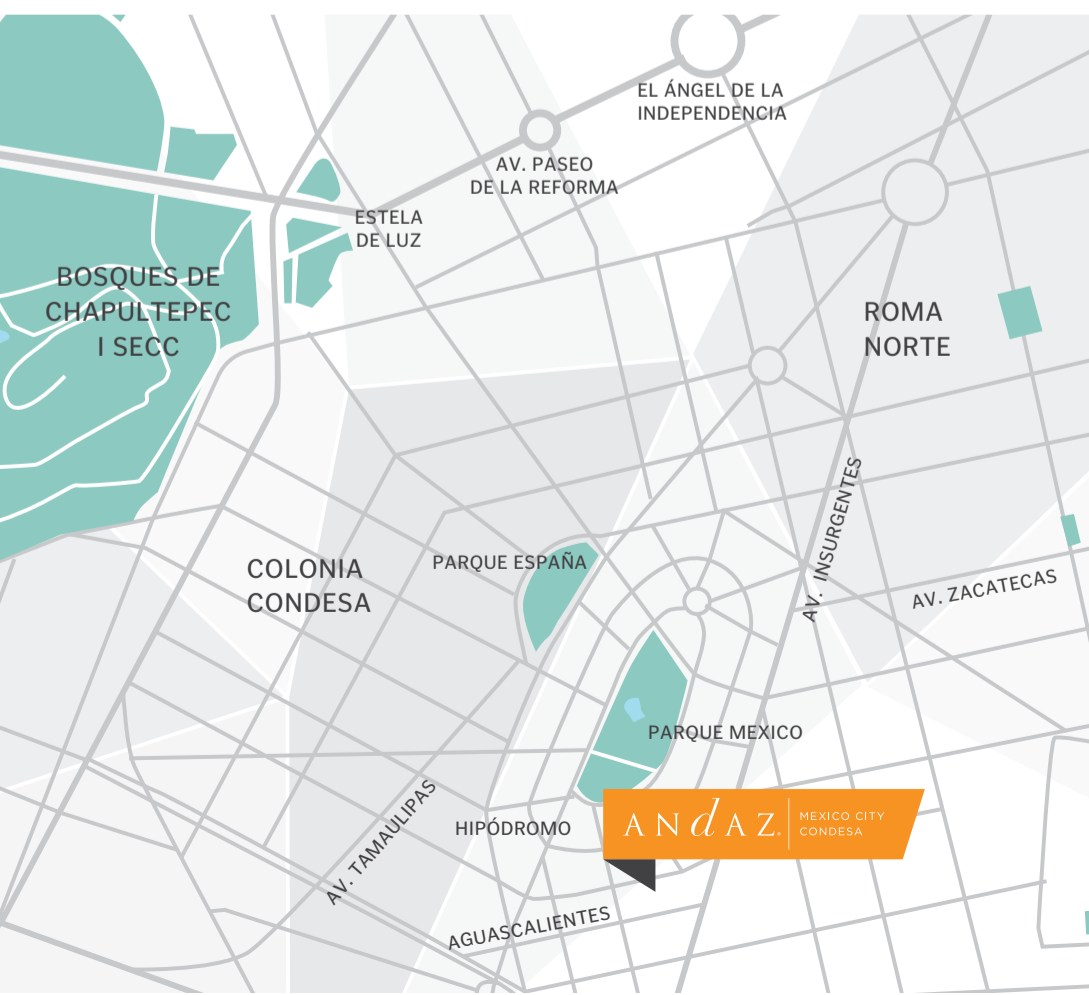 EL ÁNGEL DE LA
INDEPENDENCIA
AV. PASEO
DE LA REFORMA
ESTELA
DE LUZ
BOSQUES DE
CHAPULTEPEC
I SECC
ROMA
NORTE
AV. INSURGENTES
COLONIA
CONDESA
PARQUE ESPAÑA
AV. ZACATECAS
PARQUE MEXICO
AV. TAMAULIPAS
HIPÓDROMO
ANdAZ.
MEXICO CITY
CONDESA
AGUASCALIENTES